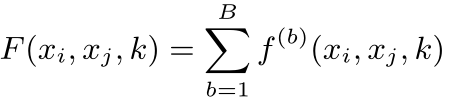 F(x_i, x_j, k) = \sum_{b=1}^{B} f^{(b)}(x_i, x_j, k)